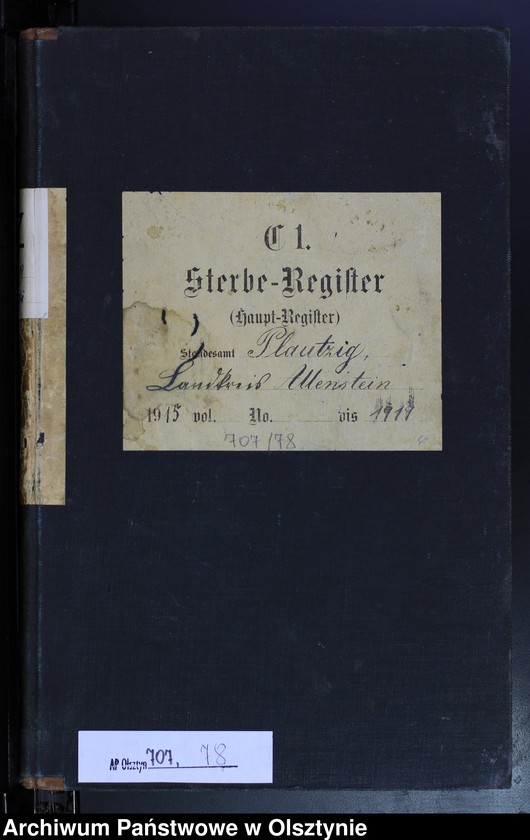 C 1.
Sterbe-Register
(Haupt-Register)
Standesamt Plautzig,
Landkreis Allenstein
1915 vol. No. bis 1919
707/78
AP Olsztyn 707, 78
Archiwum Państwowe w Olsztynie